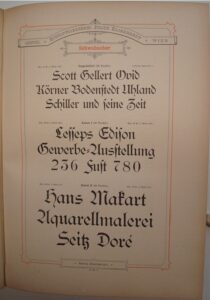 Schwabacher
Scott Gellert Ovid
Körner Bodenstedt Uhland
Schiller und seine Zeit
Lesseps Edison
Gewerbe-Ausstellung
236 Fust 780
Hans Makart
Aquarellmalerei
Seitz Doré